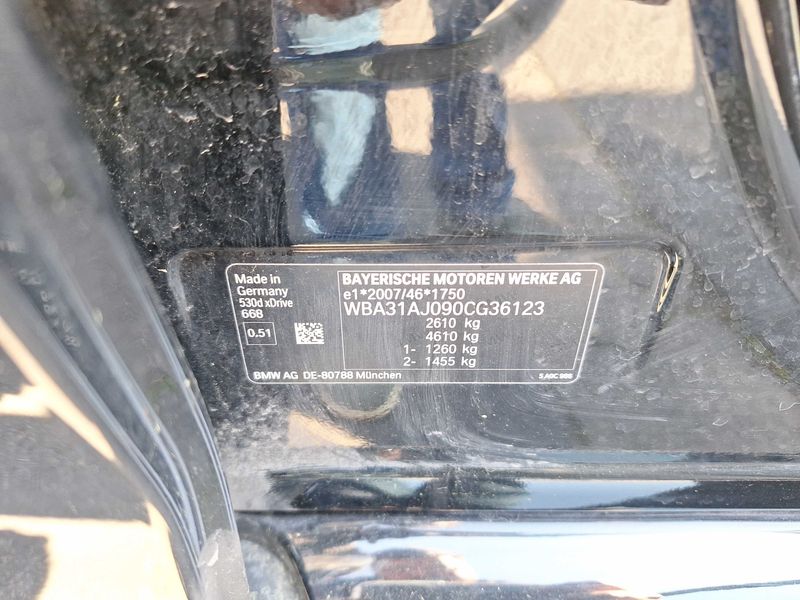 Made in
Germany
530d xDrive
668
0.51
BAYERISCHE MOTOREN WERKE AG
e1*2007/46*1750
WBA31AJ090CG36123
2610 kg
4610 kg
1- 1260 kg
2- 1455 kg
BMW AG DE-80788 München